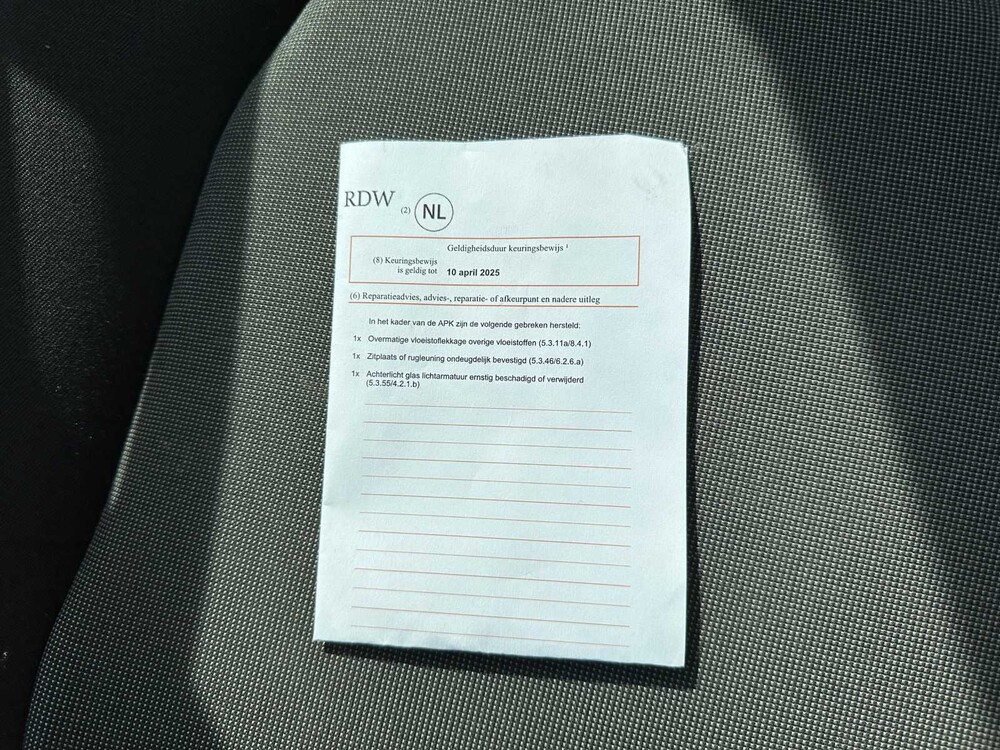 RDW (2) NL
Geldigheidsduur keuringsbewijs ¹
(8) Keuringsbewijs
is geldig tot 10 april 2025
(6) Reparatieadvies, advies-, reparatie- of afkeurpunt en nadere uitleg
In het kader van de APK zijn de volgende gebreken hersteld:
1x Overmatige vloeistoflekkage overige vloeistoffen (5.3.11a/8.4.1)
1x Zitplaats of rugleuning ondeugdelijk bevestigd (5.3.46/6.2.6.a)
1x Achterlicht glas lichtarmatuur ernstig beschadigd of verwijderd
(5.3.55/4.2.1.b)